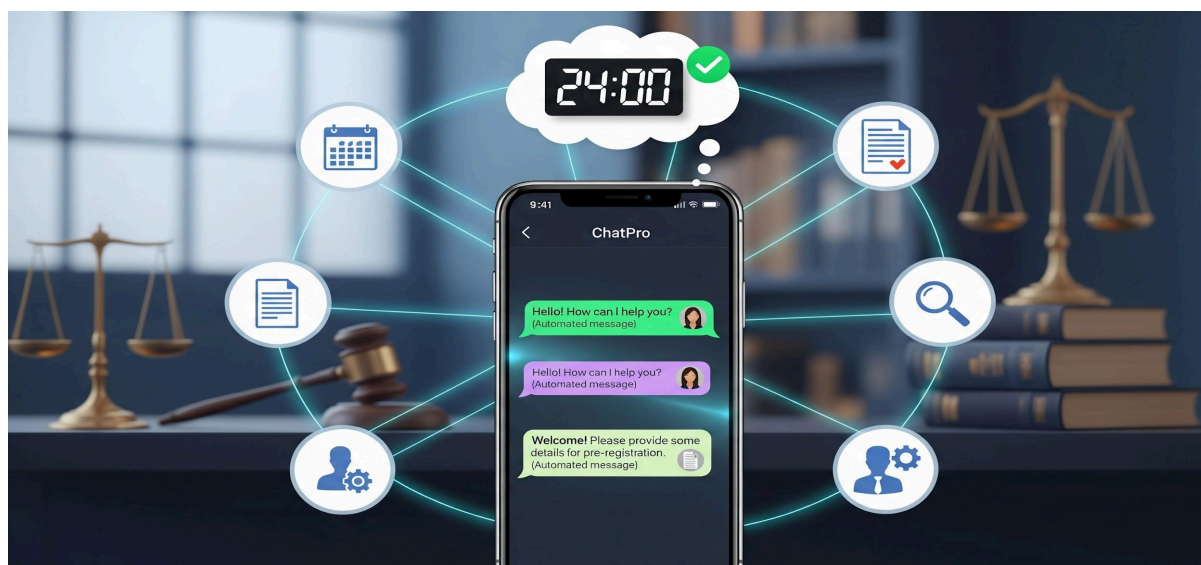 24:00
9:41
ChatPro
Hello! How can I help you?
(Automated message)
Hello! How can I help you?
(Automated message)
Welcome! Please provide some
details for pre-registration.
(Automated message)